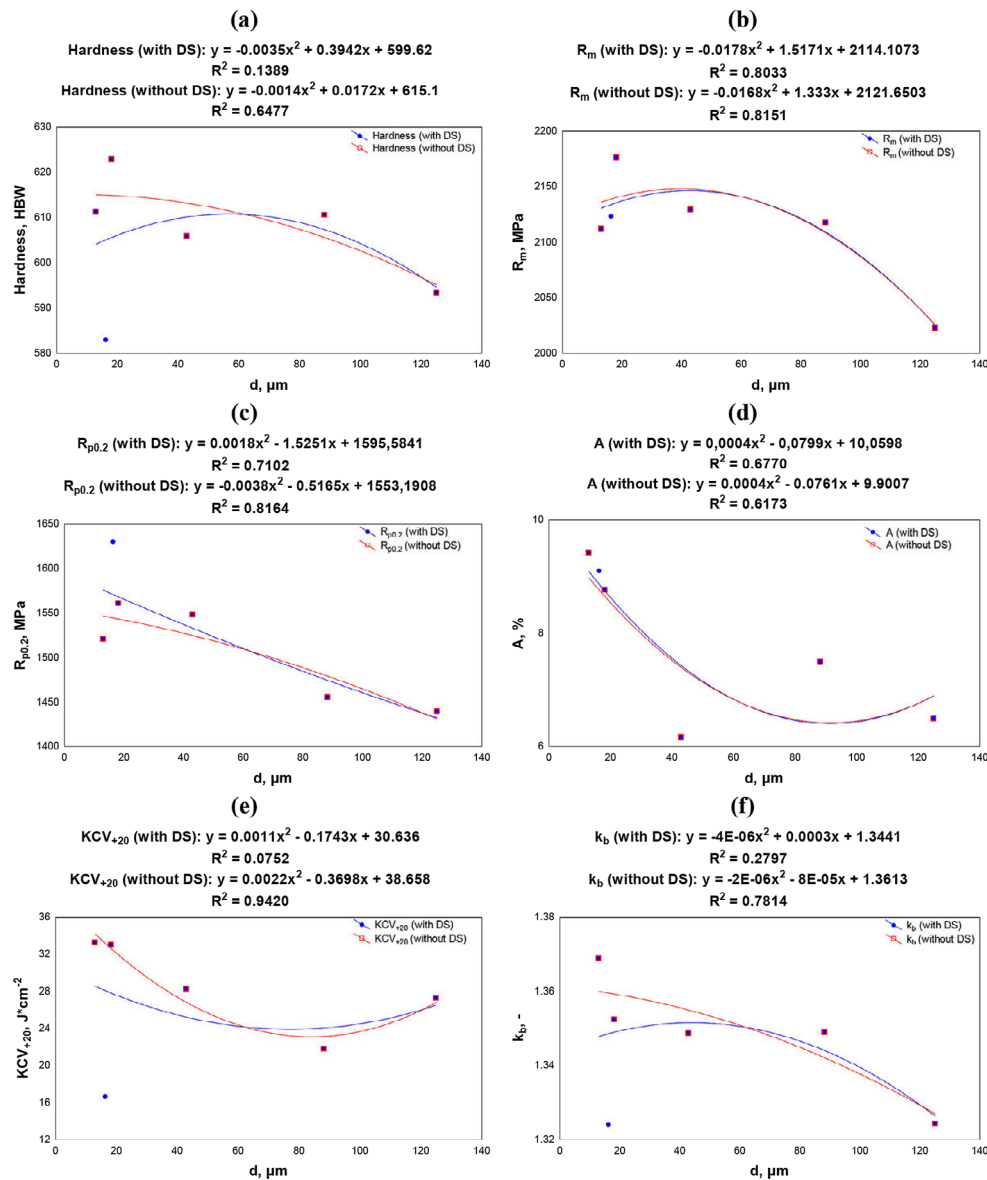 (a)
Hardness (with DS): y = -0.0035x² + 0.3942x + 599.62
R² = 0.1389
Hardness (without DS): y = -0.0014x² + 0.0172x + 615.1
R² = 0.6477
630
620
610
600
590
580
Hardness, HBW
Hardness (with DS)
Hardness (without DS)
0 20 40 60 80 100 120 140
d, µm
(b)
Rₘ (with DS): y = -0.0178x² + 1.5171x + 2114.1073
R² = 0.8033
Rₘ (without DS): y = -0.0168x² + 1.333x + 2121.6503
R² = 0.8151
2200
2150
2100
2050
2000
Rₘ, MPa
Rₘ (with DS)
Rₘ (without DS)
0 20 40 60 80 100 120 140
d, µm
(c)
Rp0.2 (with DS): y = 0.0018x² - 1.5251x + 1595,5841
R² = 0.7102
Rp0.2 (without DS): y = -0.0038x² - 0.5165x + 1553,1908
R² = 0.8164
1650
1600
1550
1500
1450
1400
Rp0.2, MPa
Rp0.2 (with DS)
Rp0.2 (without DS)
0 20 40 60 80 100 120 140
d, µm
(d)
A (with DS): y = 0,0004x² - 0,0799x + 10,0598
R² = 0.6770
A (without DS): y = 0.0004x² - 0.0761x + 9.9007
R² = 0.6173
10
8
6
A, %
A (with DS)
A (without DS)
0 20 40 60 80 100 120 140
d, µm
(e)
KCV₊₂₀ (with DS): y = 0.0011x² - 0.1743x + 30.636
R² = 0.0752
KCV₊₂₀ (without DS): y = 0.0022x² - 0.3698x + 38.658
R² = 0.9420
36
32
28
24
20
16
12
KCV₊₂₀, J*cm⁻²
KCV₊₂₀ (with DS)
KCV₊₂₀ (without DS)
0 20 40 60 80 100 120 140
d, µm
(f)
kb (with DS): y = -4E-06x² + 0.0003x + 1.3441
R² = 0.2797
kb (without DS): y = -2E-06x² - 8E-05x + 1.3613
R² = 0.7814
1.38
1.36
1.34
1.32
kb, -
kb (with DS)
kb (without DS)
0 20 40 60 80 100 120 140
d, µm